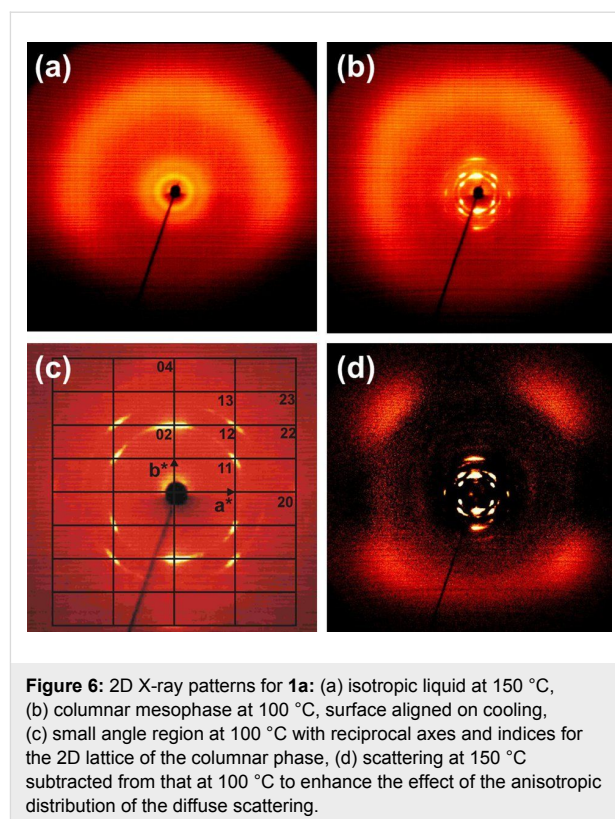 (a)
(b)
(c)
04
13
23
02
12
22
b*
11
a*
20
(d)
Figure 6: 2D X-ray patterns for 1a: (a) isotropic liquid at 150 °C,
(b) columnar mesophase at 100 °C, surface aligned on cooling,
(c) small angle region at 100 °C with reciprocal axes and indices for
the 2D lattice of the columnar phase, (d) scattering at 150 °C
subtracted from that at 100 °C to enhance the effect of the anisotropic
distribution of the diffuse scattering.